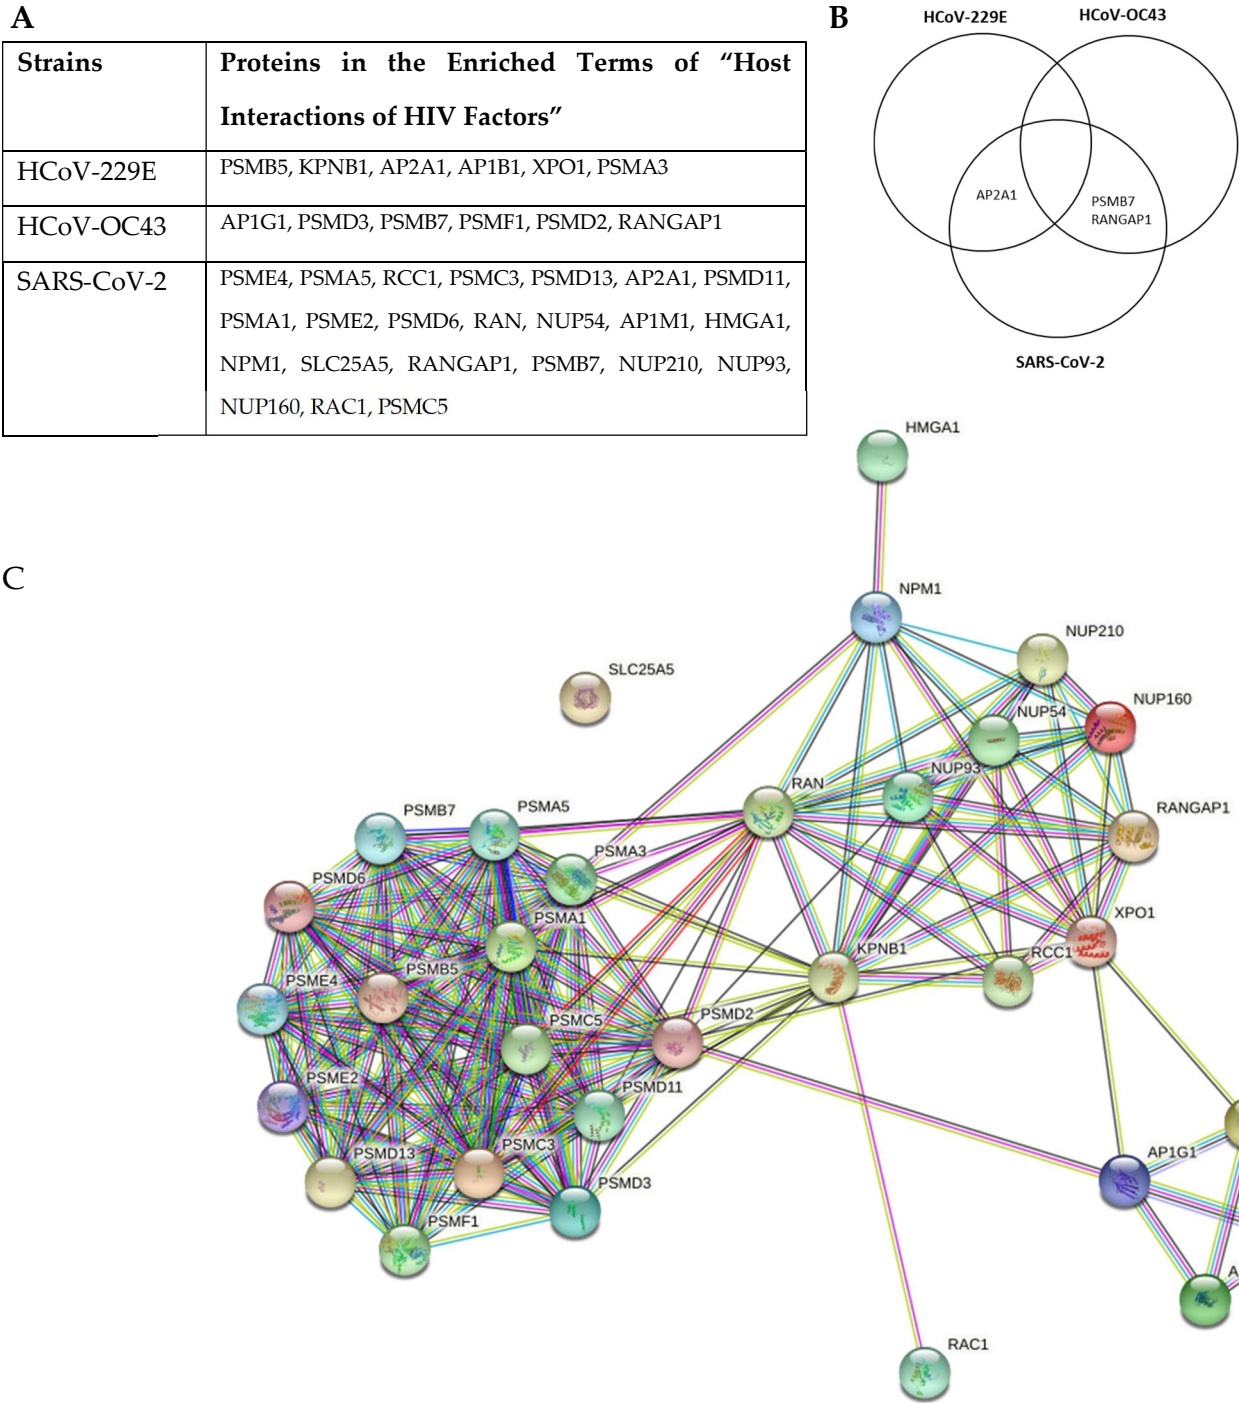 A
Strains
Proteins in the Enriched Terms of “Host
Interactions of HIV Factors”
HCoV-229E
PSMB5, KPNB1, AP2A1, AP1B1, XPO1, PSMA3
HCoV-OC43
AP1G1, PSMD3, PSMB7, PSMF1, PSMD2, RANGAP1
SARS-CoV-2
PSME4, PSMA5, RCC1, PSMC3, PSMD13, AP2A1, PSMD11,
PSMA1, PSME2, PSMD6, RAN, NUP54, AP1M1, HMGA1,
NPM1, SLC25A5, RANGAP1, PSMB7, NUP210, NUP93,
NUP160, RAC1, PSMC5
B
HCoV-229E
HCoV-OC43
AP2A1
PSMB7
RANGAP1
SARS-CoV-2
C
HMGA1
NPM1
NUP210
SLC25A5
NUP160
NUP54
NUP93
RAN
RANGAP1
PSMB7
PSMA5
PSMA3
PSMD6
PSMA1
XPO1
KPNB1
RCC1
PSMB5
PSME4
PSMC5
PSMD2
PSME2
PSMD11
PSMC3
PSMD13
AP1G1
PSMD3
PSMF1
A
RAC1